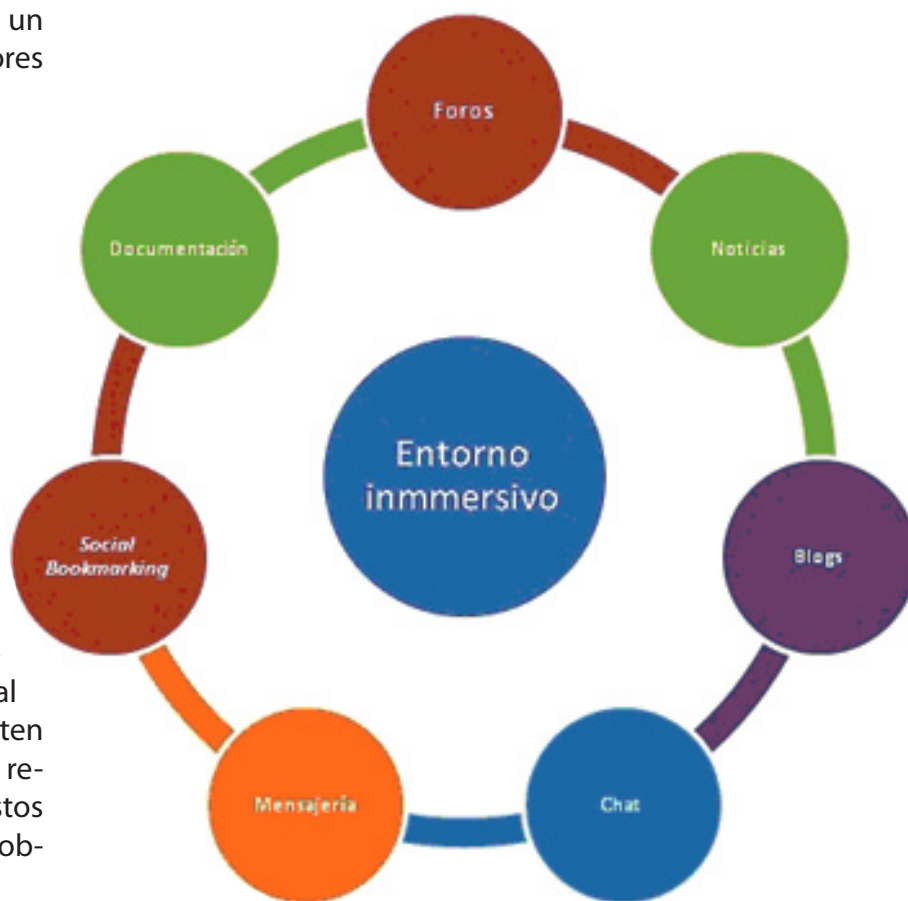 un
ores
Foros
Documentación
Noticias
Entorno
inmmersivo
Social
Bookmarking
Blogs
al
ten
re-
stos
ob-
Mensajería
Chat